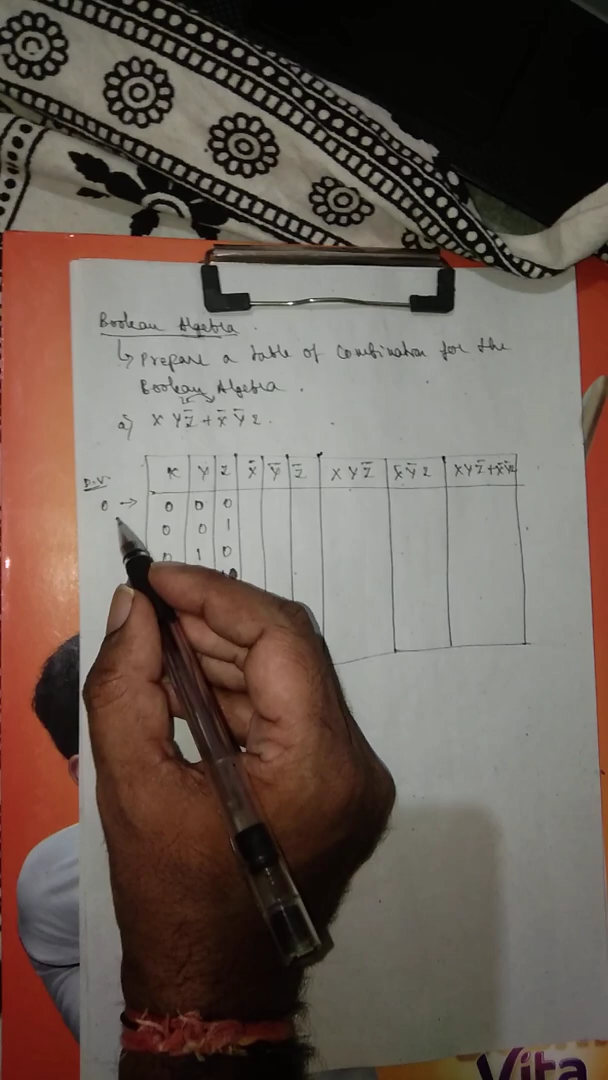 Boolean Algebra.
↳ Prepare a table of Combination for the
Boolean Algebra.
a) X Y Z̅ + X̅ Y̅ Z.
D.V. X Y Z X̅ Y̅ Z̅ X Y Z̅ X̅ Y̅ Z X Y Z̅ + X̅ Y̅ Z
0 → 0 0 0
0 0 1
0 1 0
Vita